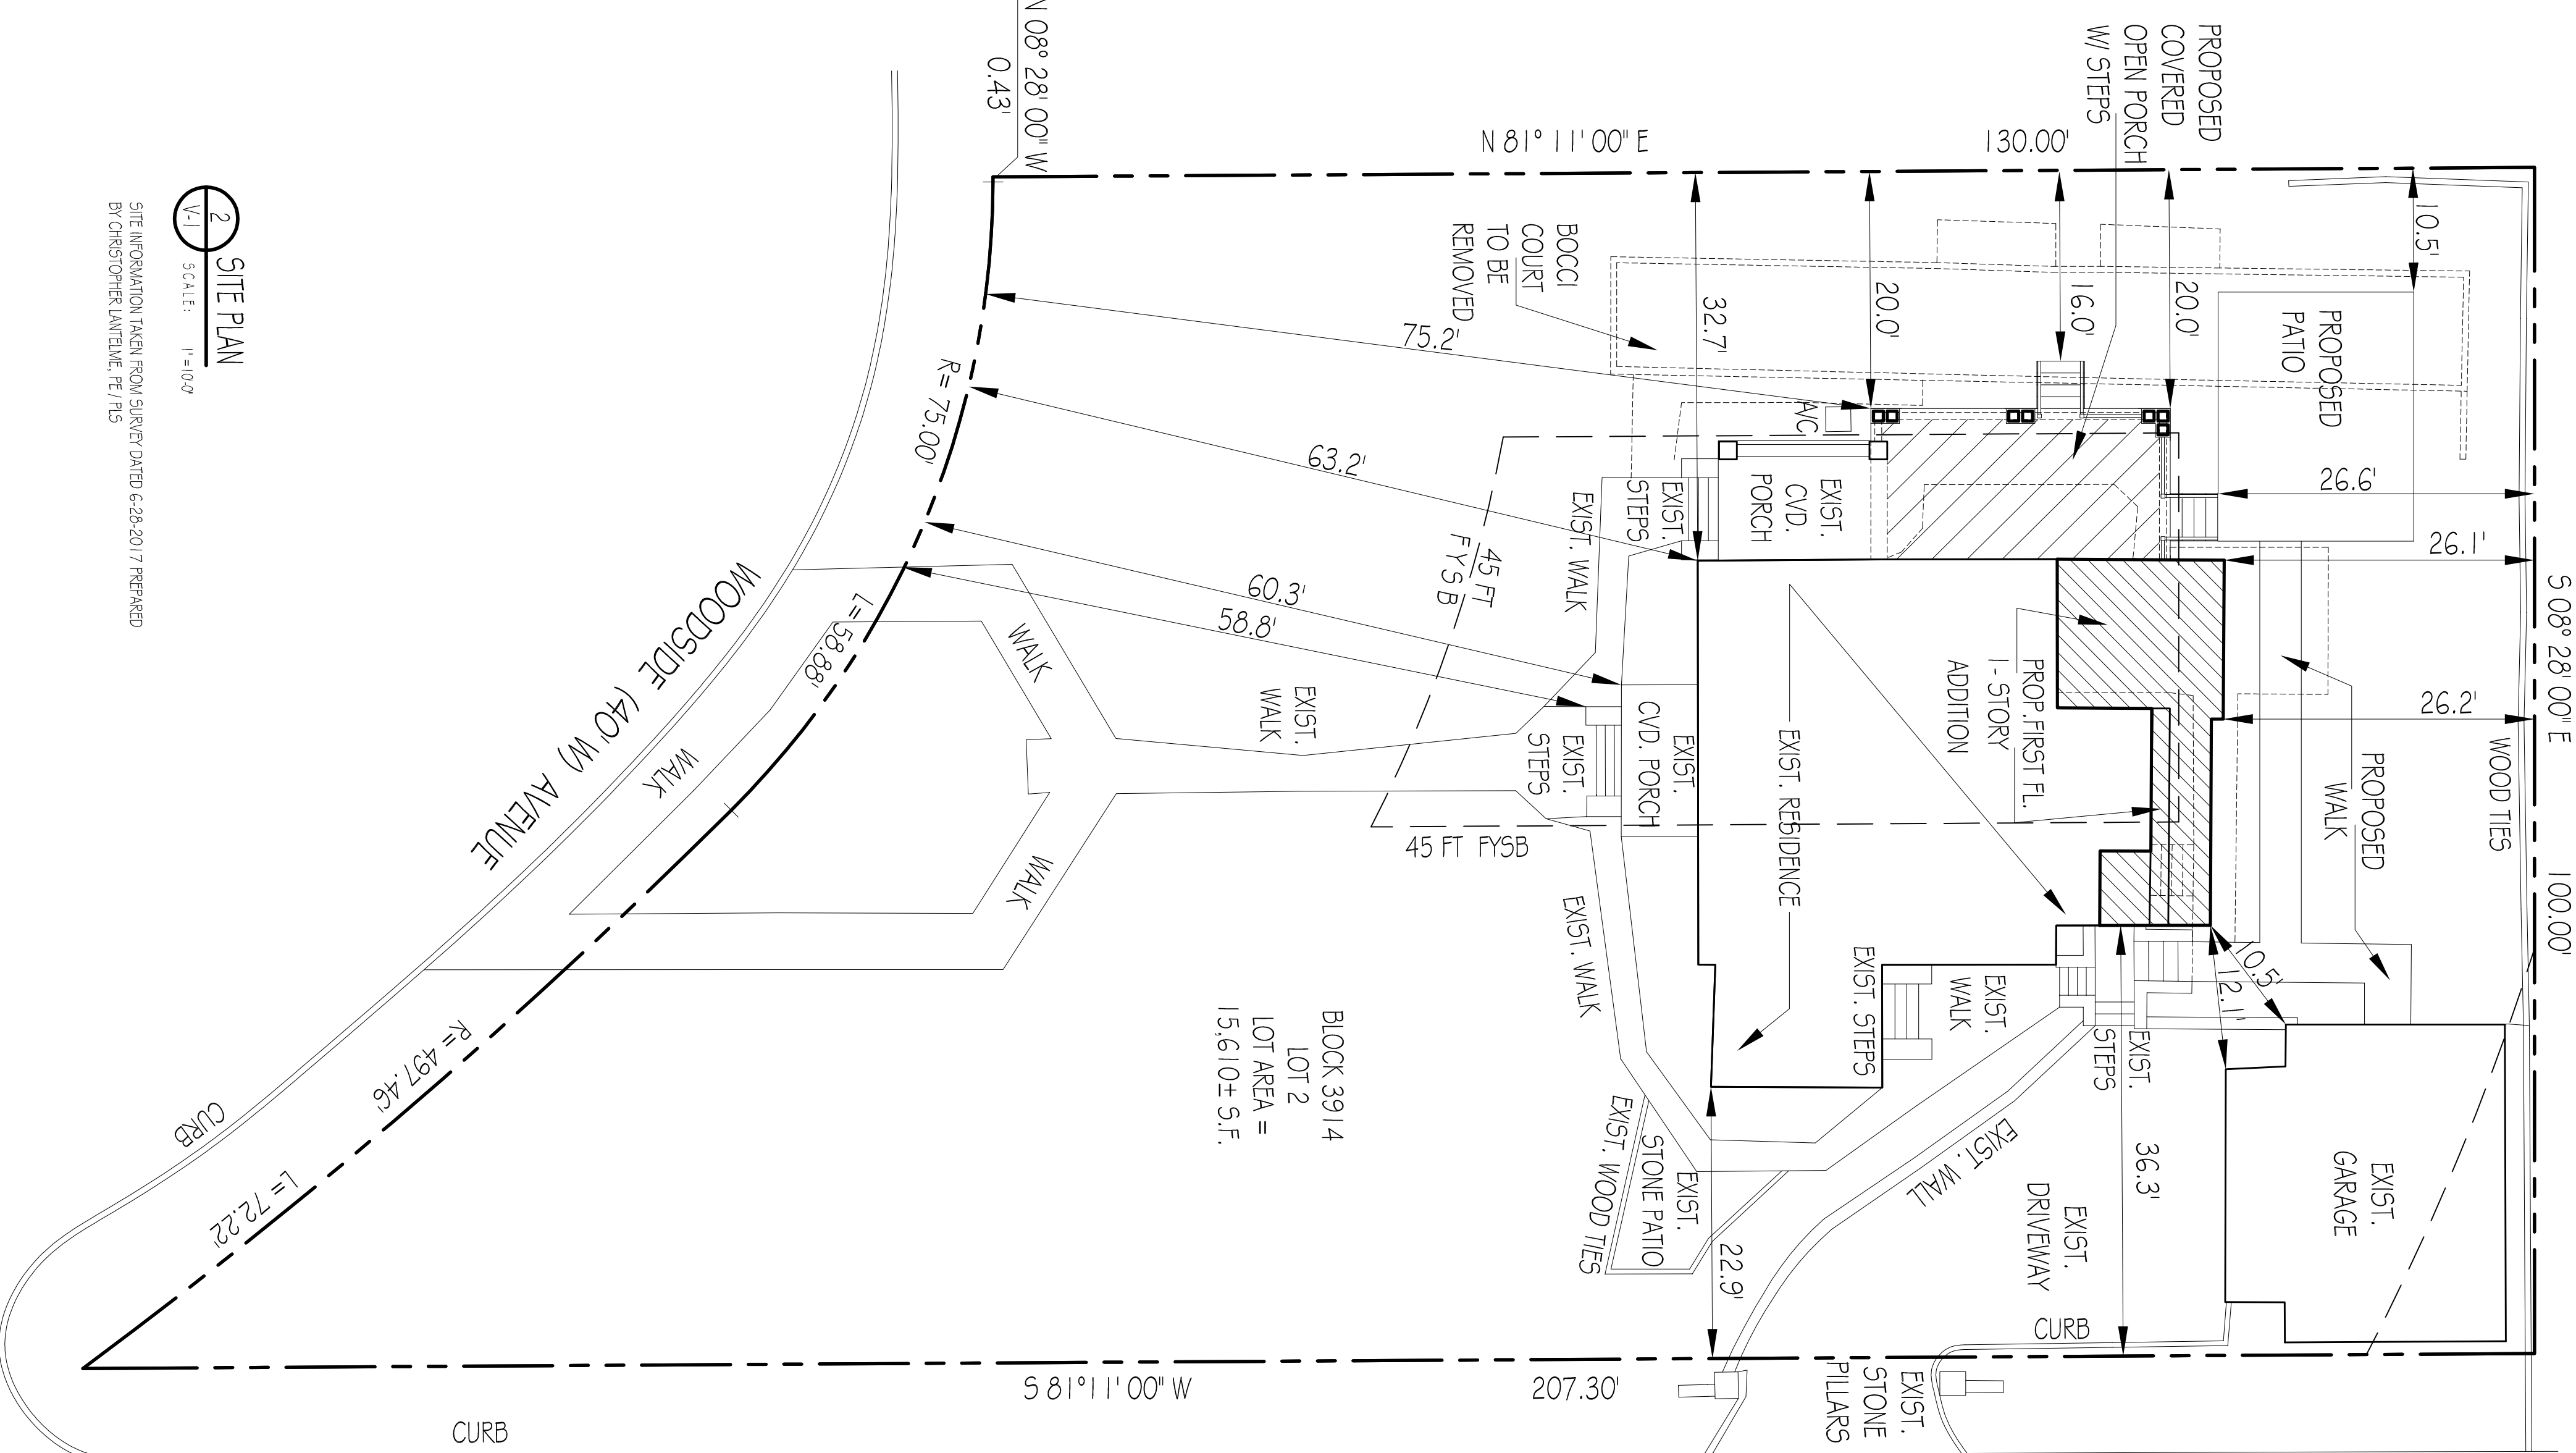 PROPOSED
COVERED
OPEN PORCH
W/ STEPS
N 08° 28' 00" W
0.43'
N 81° 11' 00" E
130.00'
10.5'
20.0'
16.0'
20.0'
32.7'
75.2'
BOCCI
COURT
TO BE
REMOVED
PROPOSED
PATIO
26.6'
26.1'
26.2'
S 08° 28' 00" E
100.00'
WOOD TIES
A/C
EXIST.
CVD.
PORCH
EXIST.
STEPS
EXIST. WALK
45 FT
FYSB
63.2'
60.3'
58.8'
R= 75.00'
L= 58.88'
WOODSIDE (40' W) AVENUE
WALK
WALK
WALK
EXIST.
WALK
EXIST.
STEPS
EXIST.
CVD. PORCH
45 FT FYSB
EXIST. RESIDENCE
PROP. FIRST FL.
1- STORY
ADDITION
PROPOSED
WALK
10.5'
12.1'
EXIST.
STEPS
EXIST.
WALK
EXIST. STEPS
EXIST. WALK
EXIST. WALL
36.3'
EXIST.
DRIVEWAY
EXIST.
GARAGE
EXIST.
STONE PATIO
EXIST. WOOD TIES
22.9'
CURB
EXIST.
STONE
PILLARS
BLOCK 3914
LOT 2
LOT AREA =
15,610± S.F.
R= 497.46'
L= 72.22'
CURB
S 81°11' 00" W
207.30'
CURB
2
V-1
SITE PLAN
SCALE: 1"=10'-0"
SITE INFORMATION TAKEN FROM SURVEY DATED 6-28-2017 PREPARED
BY CHRISTOPHER LANTELME, PE / PLS